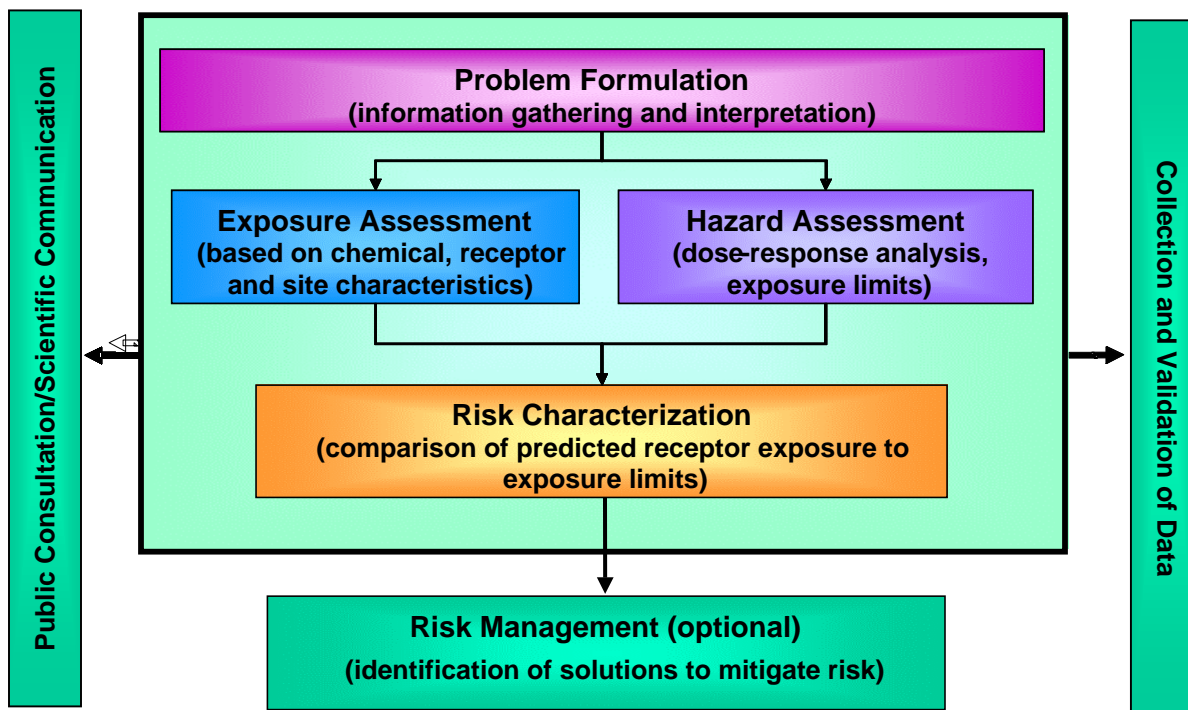 Public Consultation/Scientific Communication
Problem Formulation
(information gathering and interpretation)
Exposure Assessment
(based on chemical, receptor
and site characteristics)
Hazard Assessment
(dose-response analysis,
exposure limits)
Risk Characterization
(comparison of predicted receptor exposure to
exposure limits)
Risk Management (optional)
(identification of solutions to mitigate risk)
Collection and Validation of Data